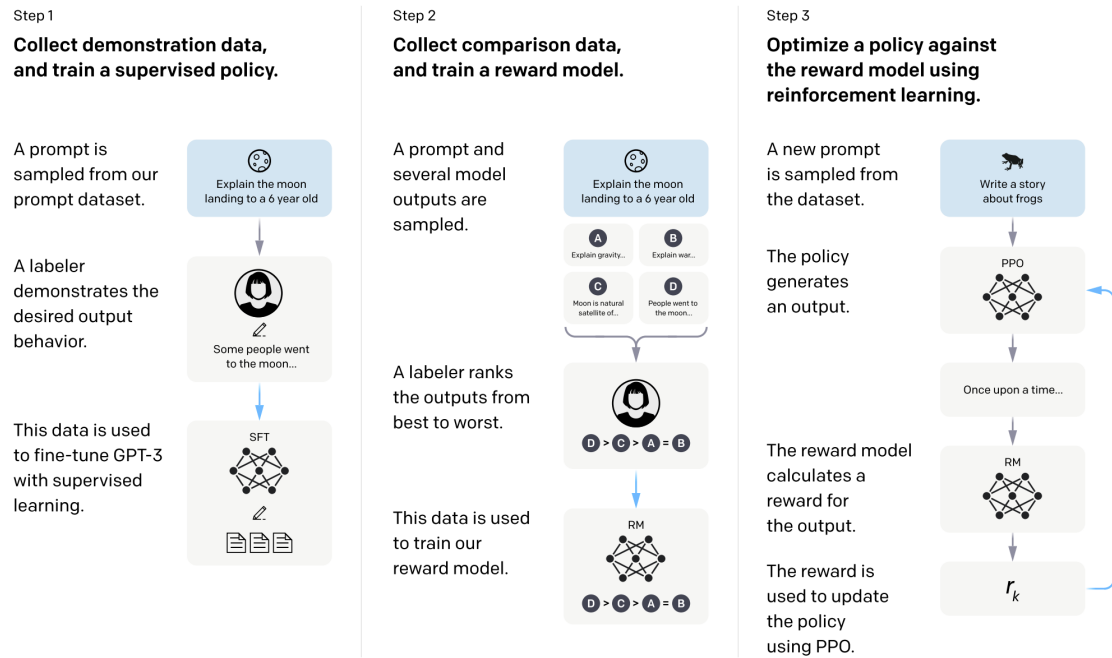 Step 1
Collect demonstration data,
and train a supervised policy.
A prompt is
sampled from our
prompt dataset.
Explain the moon
landing to a 6 year old
A labeler
demonstrates the
desired output
behavior.
Some people went
to the moon...
This data is used
to fine-tune GPT-3
with supervised
learning.
SFT
Step 2
Collect comparison data,
and train a reward model.
A prompt and
several model
outputs are
sampled.
Explain the moon
landing to a 6 year old
A
Explain gravity...
B
Explain war...
C
Moon is natural
satellite of...
D
People went to
the moon...
A labeler ranks
the outputs from
best to worst.
D > C > A = B
This data is used
to train our
reward model.
RM
D > C > A = B
Step 3
Optimize a policy against
the reward model using
reinforcement learning.
A new prompt
is sampled from
the dataset.
Write a story
about frogs
The policy
generates
an output.
PPO
Once upon a time...
The reward model
calculates a
reward for
the output.
RM
The reward is
used to update
the policy
using PPO.
r_k